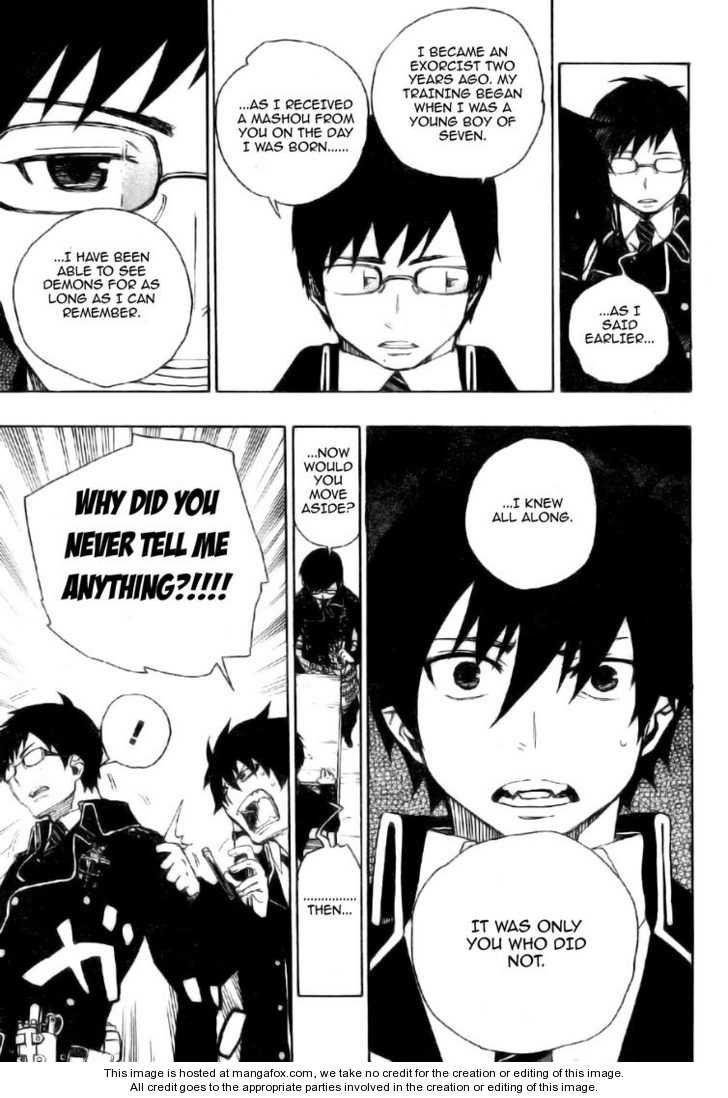 ...AS I
SAID
EARLIER...
I BECAME AN
EXORCIST TWO
YEARS AGO. MY
TRAINING BEGAN
WHEN I WAS A
YOUNG BOY OF
SEVEN.
...AS I RECEIVED
A MASHOU FROM
YOU ON THE DAY
I WAS BORN......
...I HAVE BEEN
ABLE TO SEE
DEMONS FOR AS
LONG AS I CAN
REMEMBER.
...I KNEW
ALL ALONG.
IT WAS ONLY
YOU WHO DID
NOT.
...NOW
WOULD
YOU
MOVE
ASIDE?
................
THEN...
WHY DID YOU
NEVER TELL ME
ANYTHING?!!!!
!
ガ
This image is hosted at mangafox.com, we take no credit for the creation or editing of this image.
All credit goes to the appropriate parties involved in the creation or editing of this image.